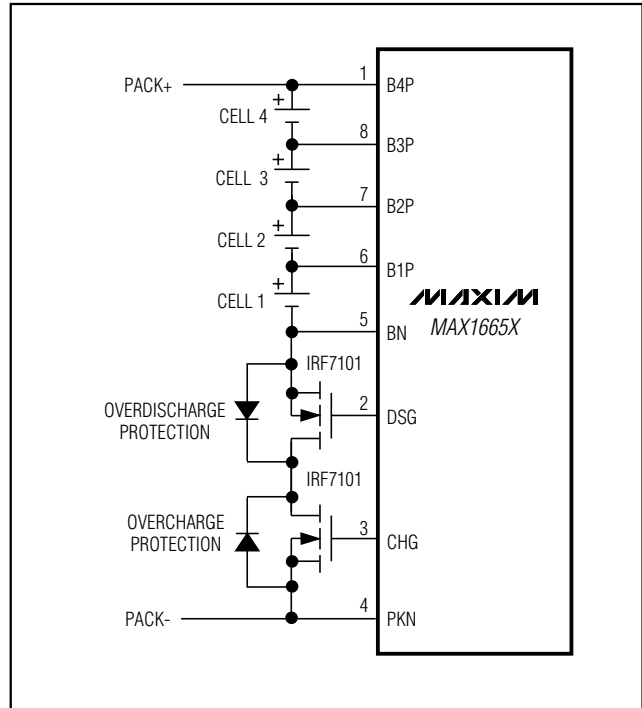 PACK+
1
B4P
CELL 4
8
B3P
CELL 3
7
B2P
CELL 2
6
B1P
MAXIM
CELL 1
MAX1665X
5
BN
IRF7101
OVERDISCHARGE
PROTECTION
2
DSG
IRF7101
OVERCHARGE
PROTECTION
3
CHG
PACK-
4
PKN
+
+
+
+